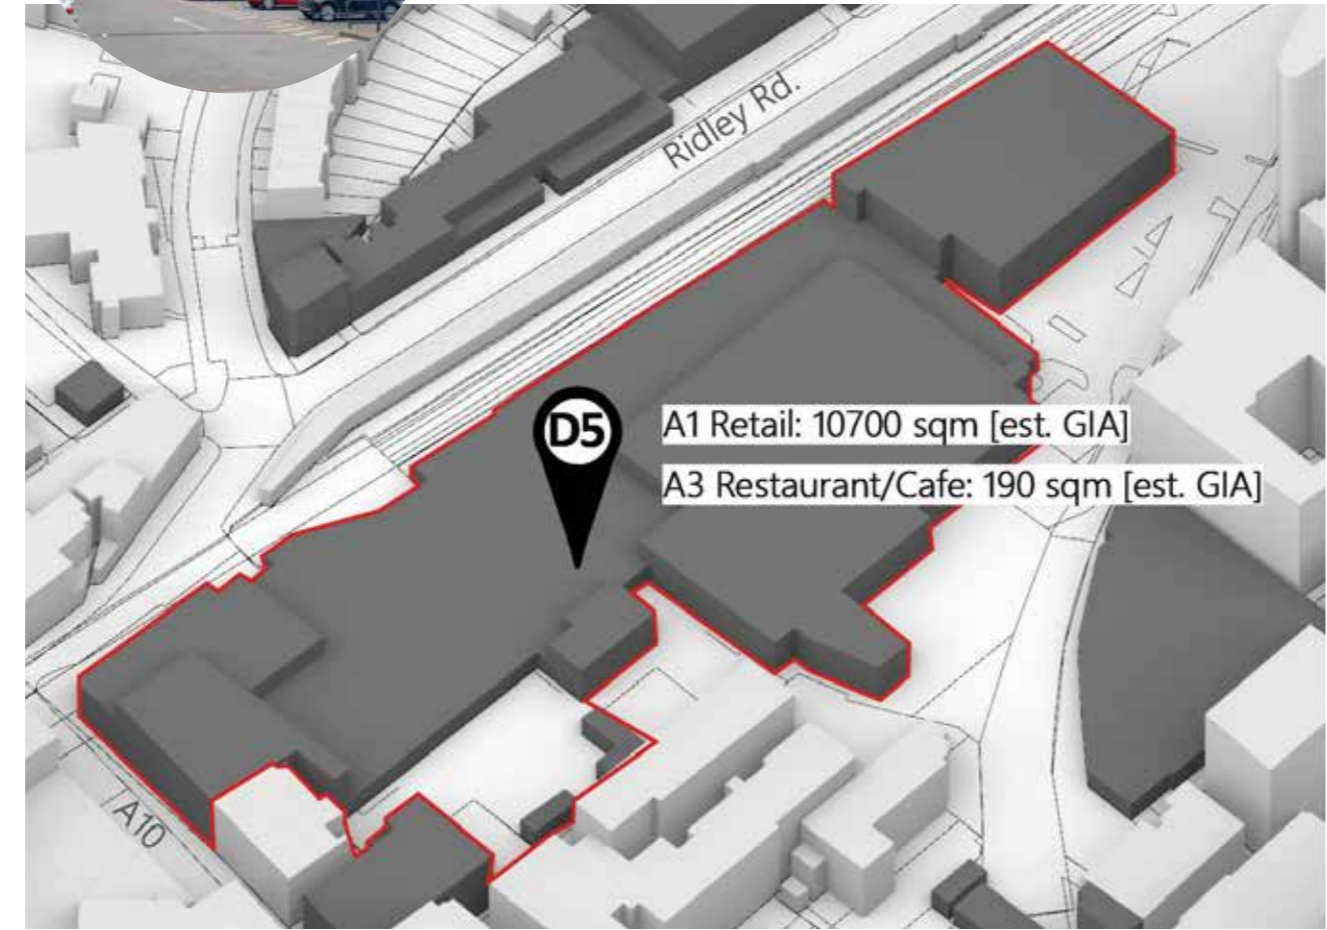 Ridley Rd.
D5
A1 Retail: 10700 sqm [est. GIA]
A3 Restaurant/Cafe: 190 sqm [est. GIA]
A10